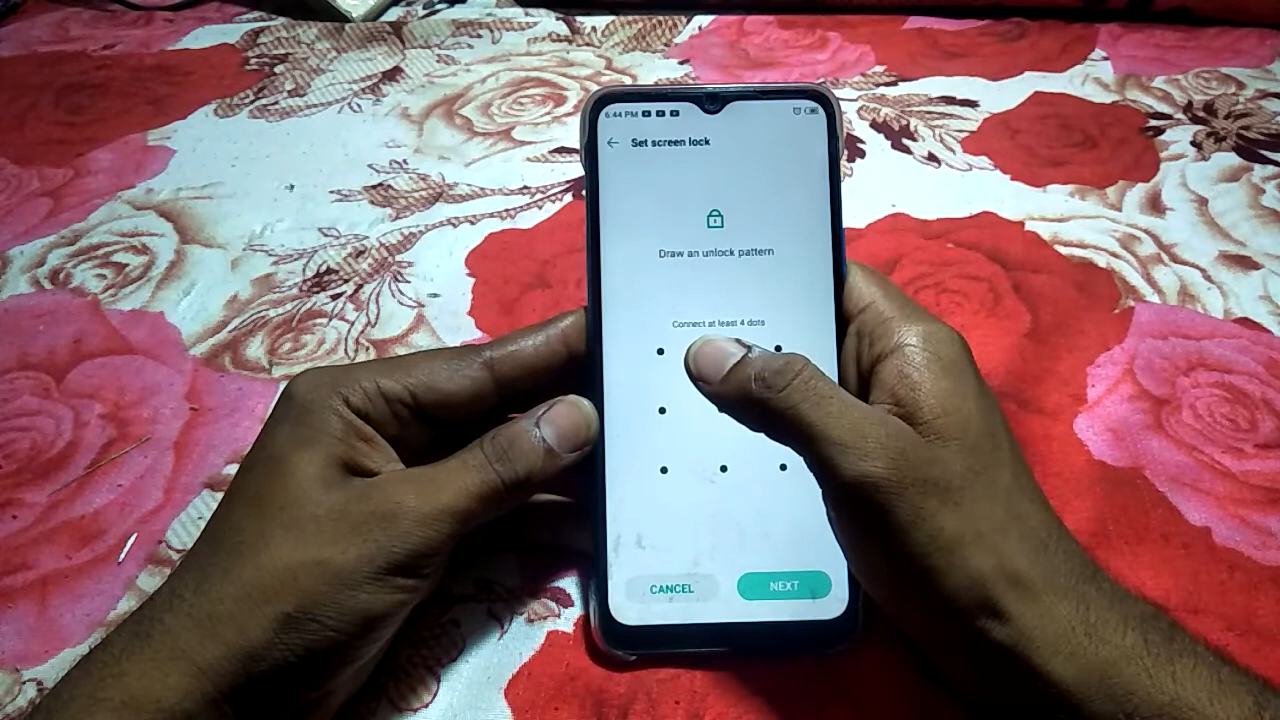 6:44 PM
Set screen lock
Draw an unlock pattern
Connect at least 4 dots
CANCEL
NEXT